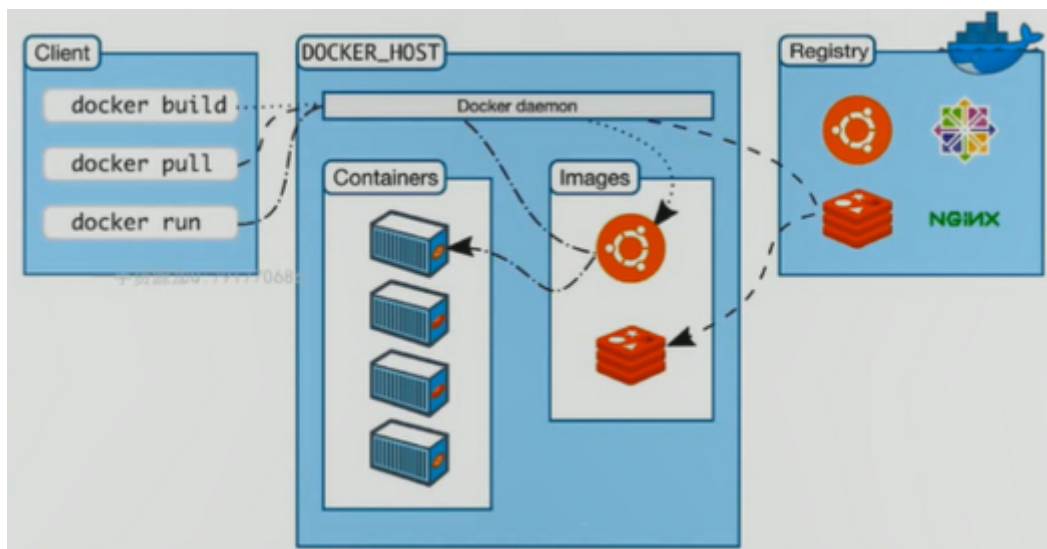 Client
docker build
docker pull
docker run
DOCKER_HOST
Docker daemon
Containers
Images
Registry
NGINX